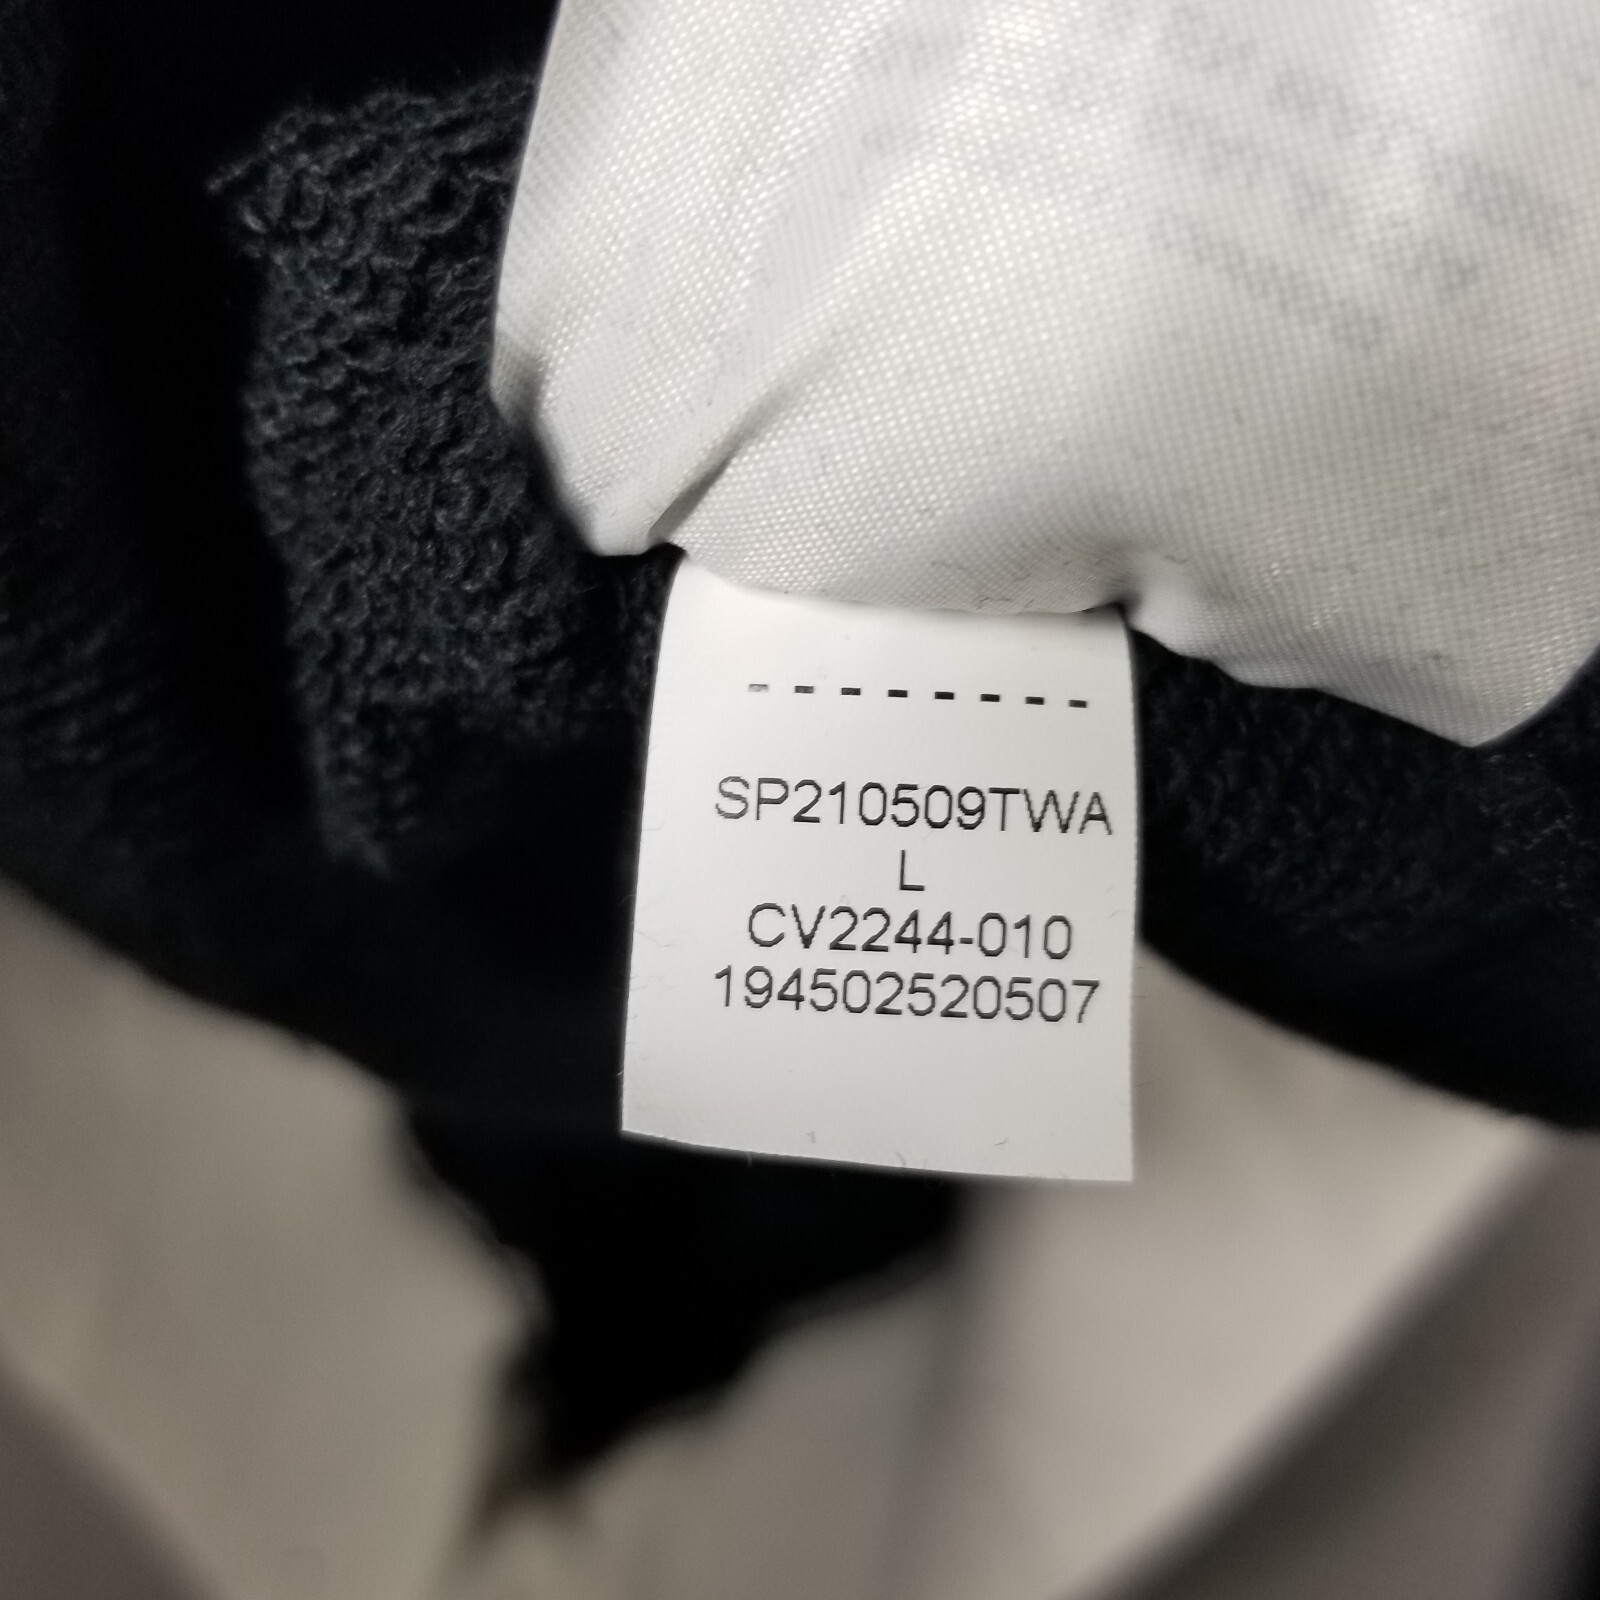 --------
SP210509TWA
L
CV2244-010
194502520507